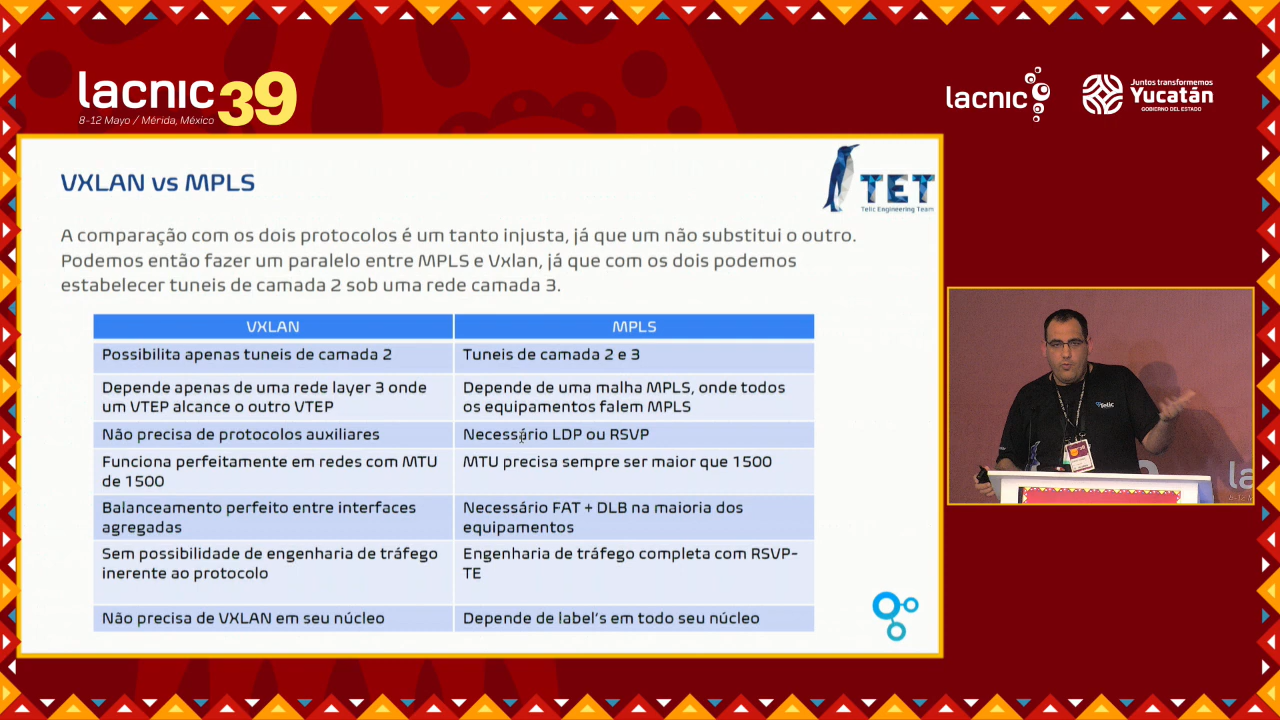 lacnic39
8-12 Mayo / Mérida, México
lacnic
Juntos transformemos
Yucatán
GOBIERNO DEL ESTADO
TET
Telic Engineering Team
VXLAN vs MPLS
A comparação com os dois protocolos é um tanto injusta, já que um não substitui o outro.
Podemos então fazer um paralelo entre MPLS e Vxlan, já que com os dois podemos
estabelecer tuneis de camada 2 sob uma rede camada 3.
VXLAN
MPLS
Possibilita apenas tuneis de camada 2
Tuneis de camada 2 e 3
Depende apenas de uma rede layer 3 onde
um VTEP alcance o outro VTEP
Depende de uma malha MPLS, onde todos
os equipamentos falem MPLS
Não precisa de protocolos auxiliares
Necessário LDP ou RSVP
Funciona perfeitamente em redes com MTU
de 1500
MTU precisa sempre ser maior que 1500
Balanceamento perfeito entre interfaces
agregadas
Necessário FAT + DLB na maioria dos
equipamentos
Sem possibilidade de engenharia de tráfego
inerente ao protocolo
Engenharia de tráfego completa com RSVP-
TE
Não precisa de VXLAN em seu núcleo
Depende de label's em todo seu núcleo
Telic